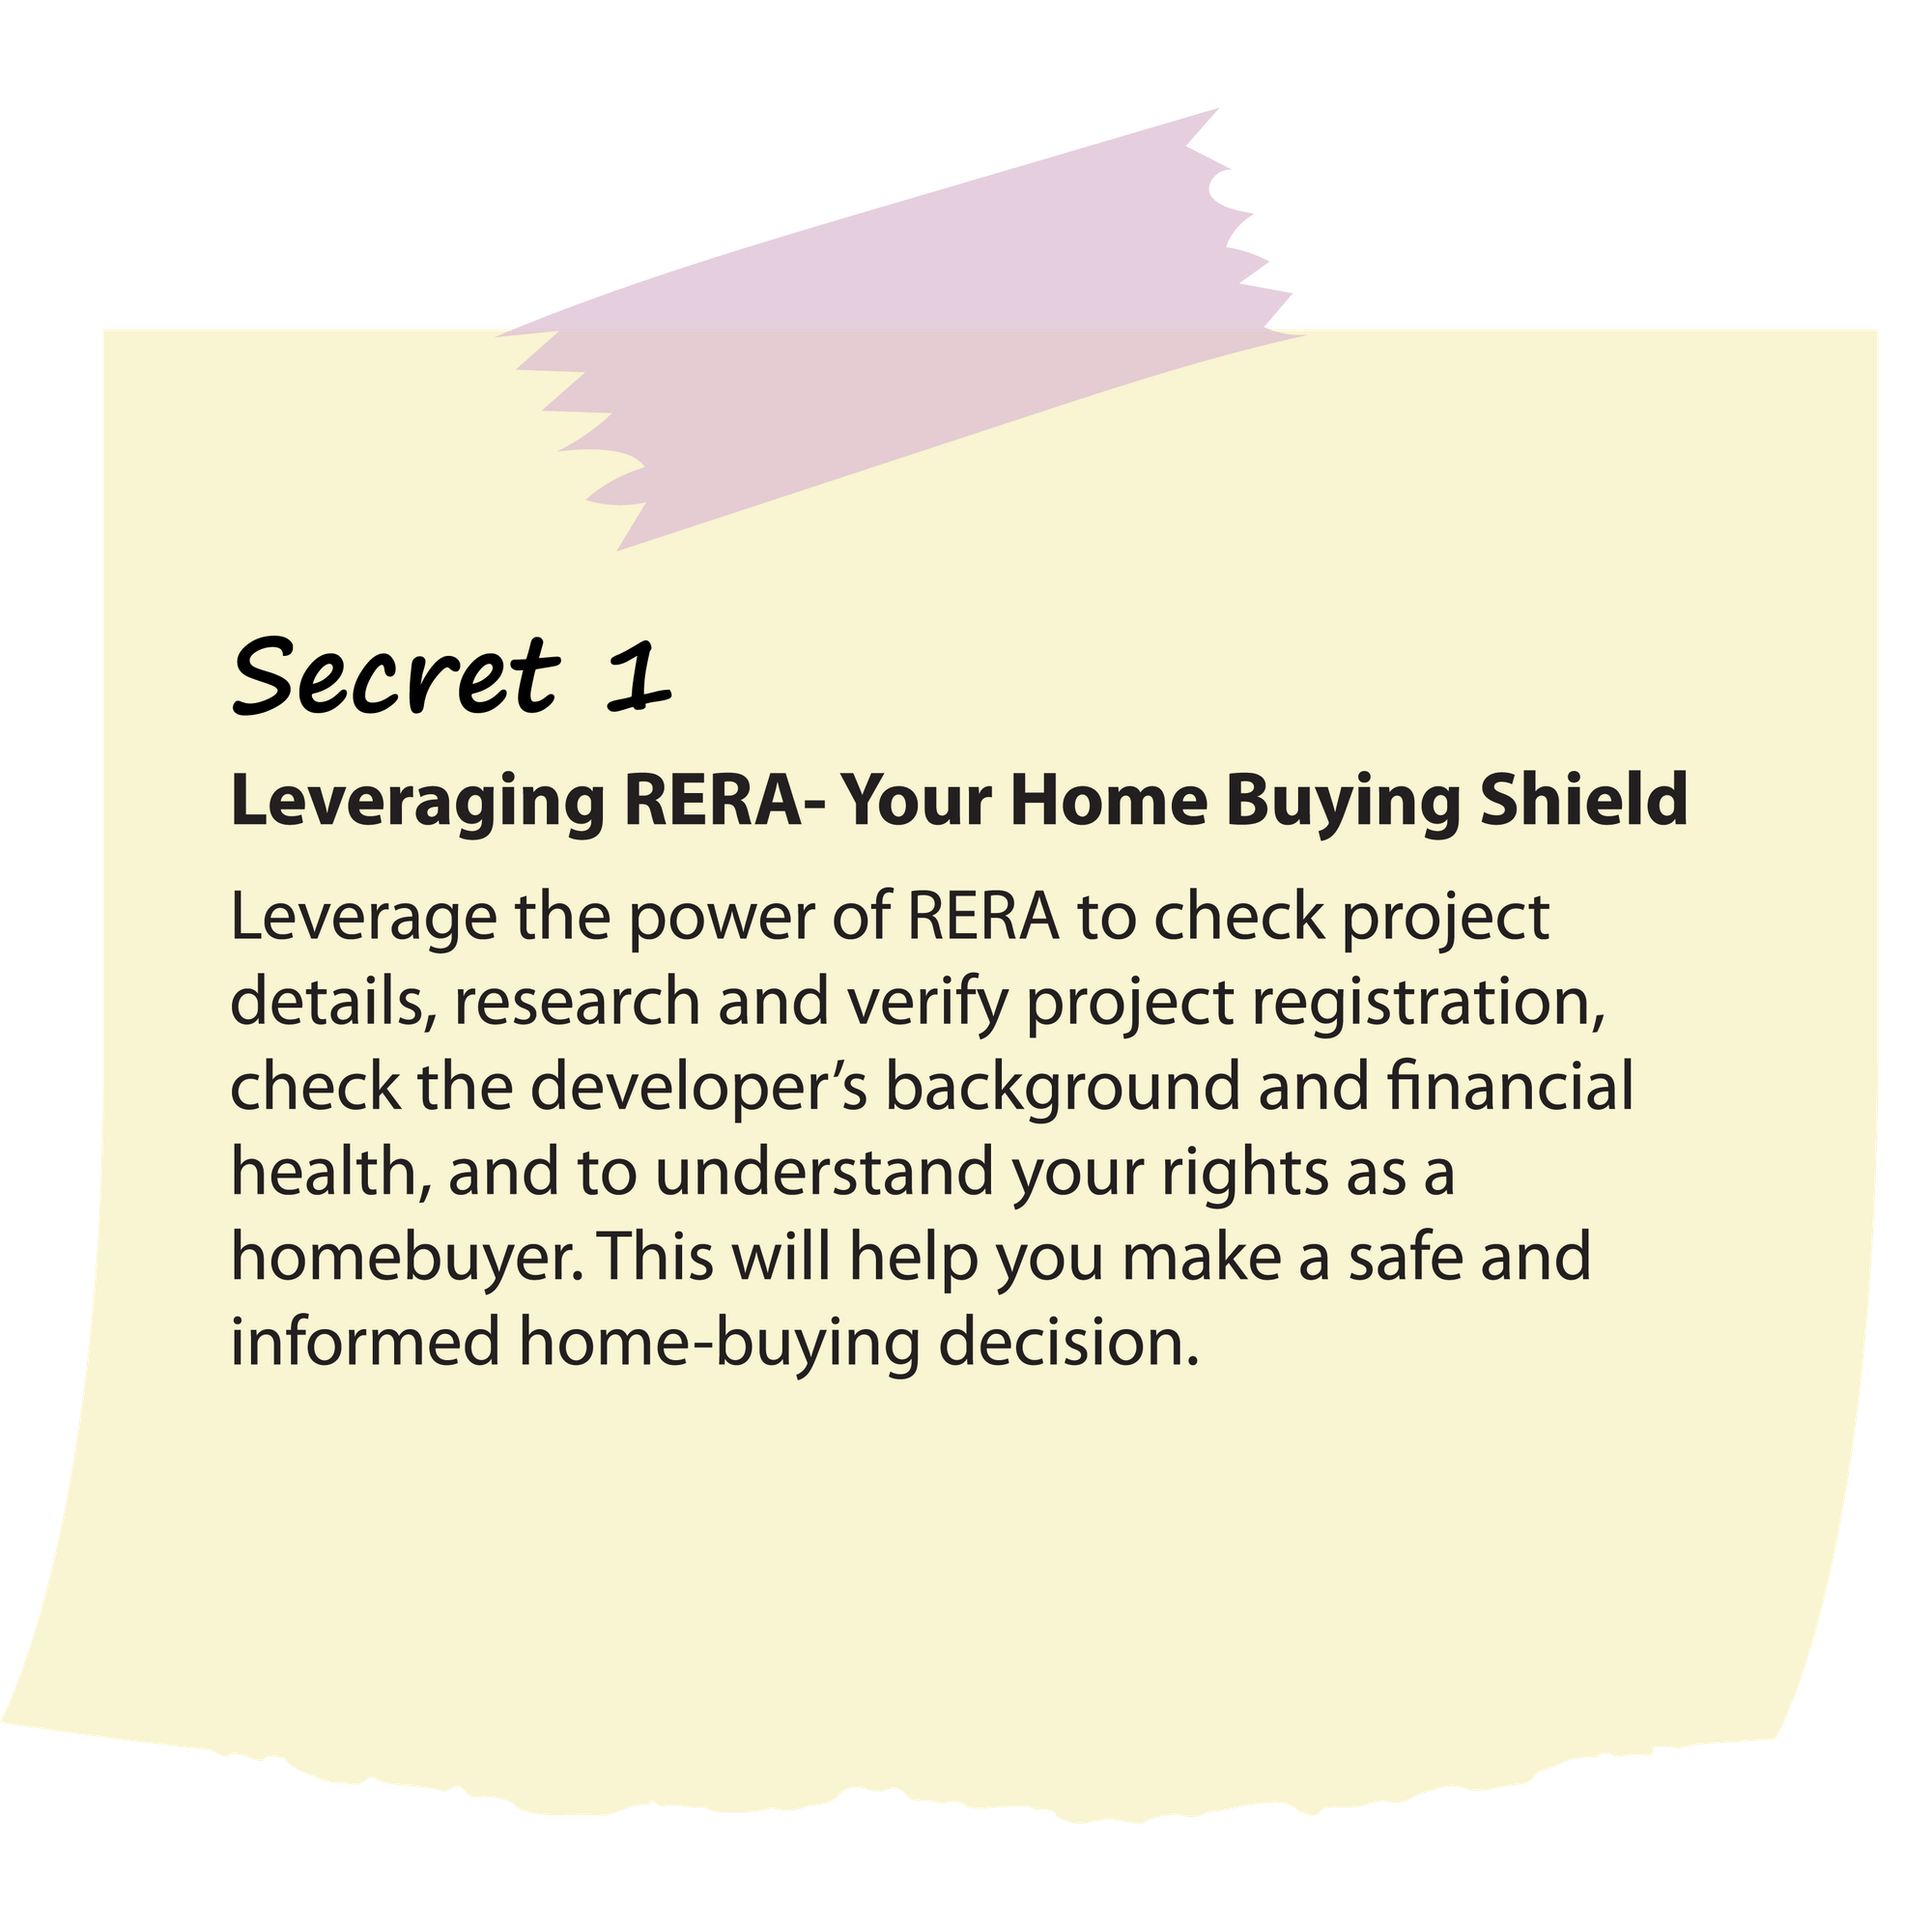 Secret 1
Leveraging RERA- Your Home Buying Shield
Leverage the power of RERA to check project
details, research and verify project registration,
check the developer’s background and financial
health, and to understand your rights as a
homebuyer. This will help you make a safe and
informed home-buying decision.